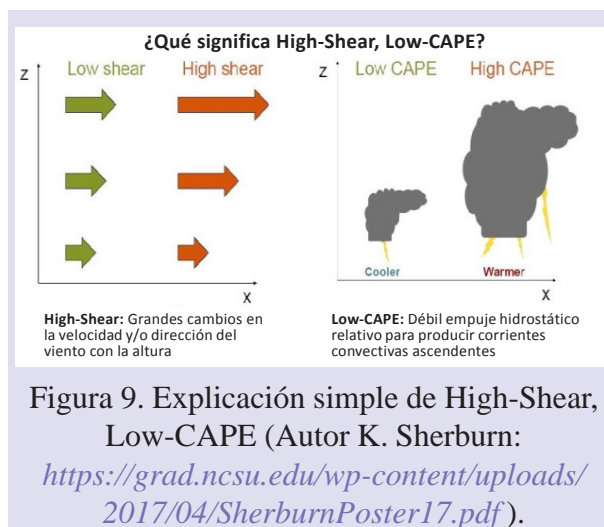 ¿Qué significa High-Shear, Low-CAPE?
Z
Low shear
High shear
X
High-Shear: Grandes cambios en
la velocidad y/o dirección del
viento con la altura
Z
Low CAPE
High CAPE
Cooler
Warmer
X
Low-CAPE: Débil empuje hidrostático
relativo para producir corrientes
convectivas ascendentes
Figura 9. Explicación simple de High-Shear,
Low-CAPE (Autor K. Sherburn:
https://grad.ncsu.edu/wp-content/uploads/
2017/04/SherburnPoster17.pdf ).